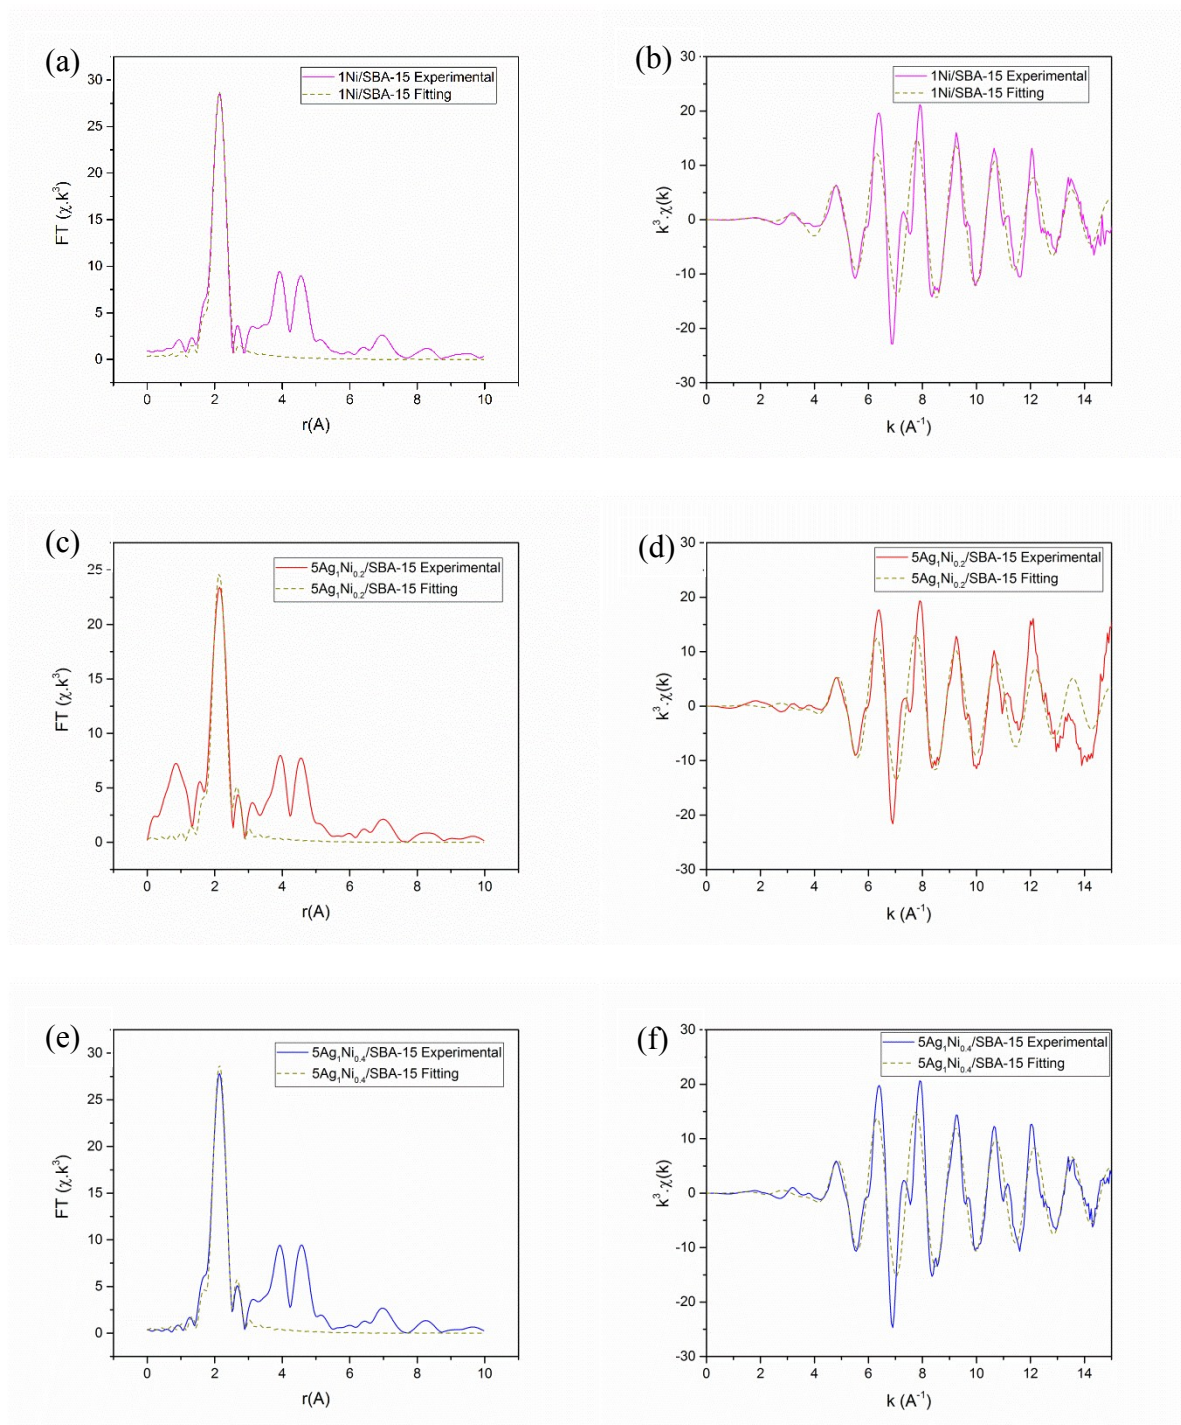 (a)
1Ni/SBA-15 Experimental
1Ni/SBA-15 Fitting
FT (χ.k³)
30
25
20
15
10
5
0
0 2 4 6 8 10
r(A)
(b)
1Ni/SBA-15 Experimental
1Ni/SBA-15 Fitting
k³.χ(k)
30
20
10
0
-10
-20
-30
0 2 4 6 8 10 12 14
k (A⁻¹)
(c)
5Ag₁Ni₀.₂/SBA-15 Experimental
5Ag₁Ni₀.₂/SBA-15 Fitting
FT (χ.k³)
25
20
15
10
5
0
0 2 4 6 8 10
r(A)
(d)
5Ag₁Ni₀.₂/SBA-15 Experimental
5Ag₁Ni₀.₂/SBA-15 Fitting
k³.χ(k)
30
20
10
0
-10
-20
-30
0 2 4 6 8 10 12 14
k (A⁻¹)
(e)
5Ag₁Ni₀.₄/SBA-15 Experimental
5Ag₁Ni₀.₄/SBA-15 Fitting
FT (χ.k³)
30
25
20
15
10
5
0
0 2 4 6 8 10
r(A)
(f)
5Ag₁Ni₀.₄/SBA-15 Experimental
5Ag₁Ni₀.₄/SBA-15 Fitting
k³.χ(k)
30
20
10
0
-10
-20
-30
0 2 4 6 8 10 12 14
k (A⁻¹)